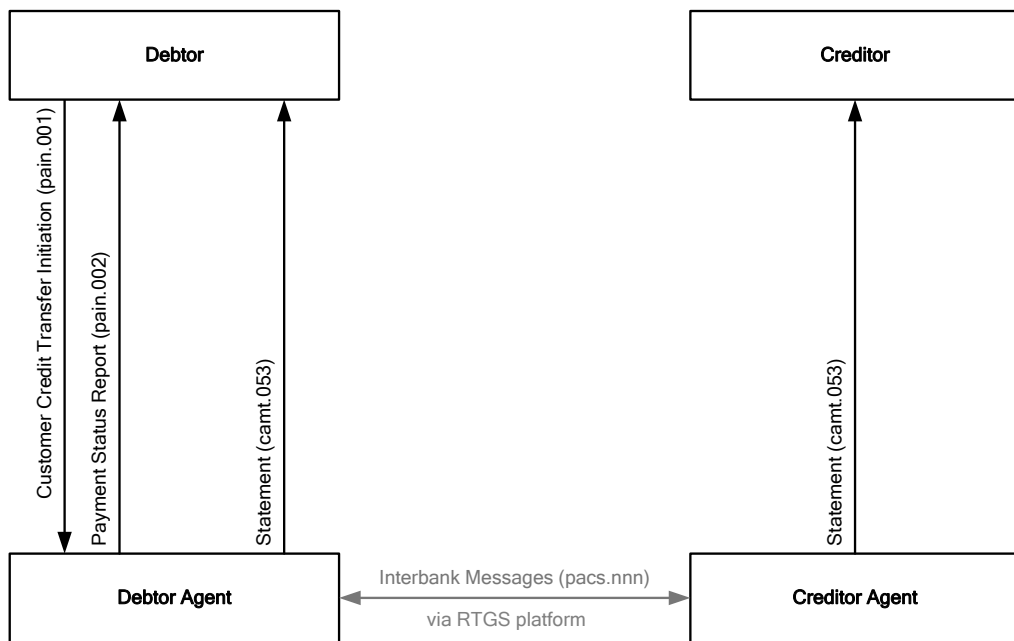 Debtor
Creditor
Customer Credit Transfer Initiation (pain.001)
Payment Status Report (pain.002)
Statement (camt.053)
Statement (camt.053)
Debtor Agent
Interbank Messages (pacs.nnn)
via RTGS platform
Creditor Agent